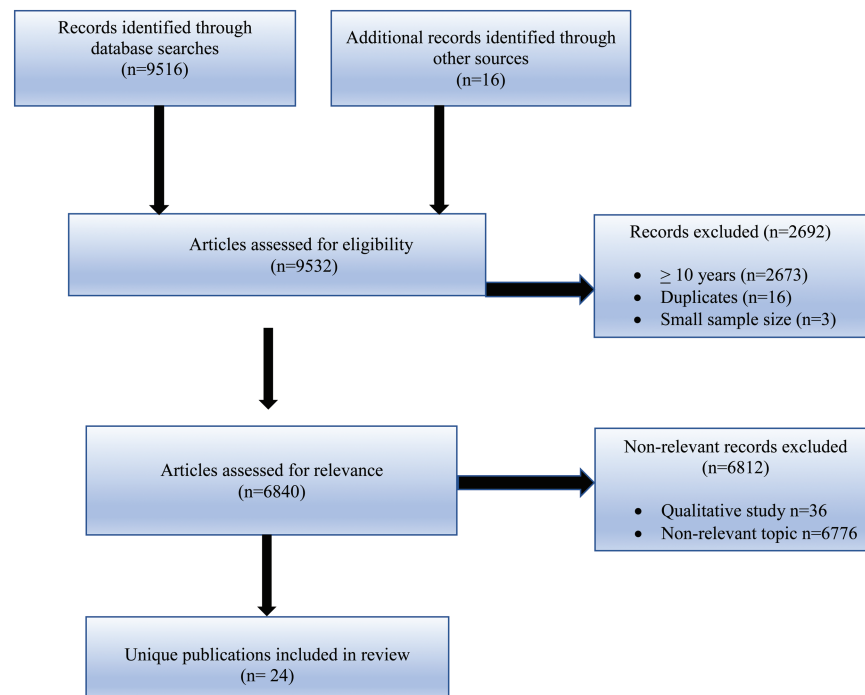 Records identified through
database searches
(n=9516)
Additional records identified through
other sources
(n=16)
Articles assessed for eligibility
(n=9532)
Records excluded (n=2692)
• ≥ 10 years (n=2673)
• Duplicates (n=16)
• Small sample size (n=3)
Articles assessed for relevance
(n=6840)
Non-relevant records excluded
(n=6812)
• Qualitative study n=36
• Non-relevant topic n=6776
Unique publications included in review
(n= 24)